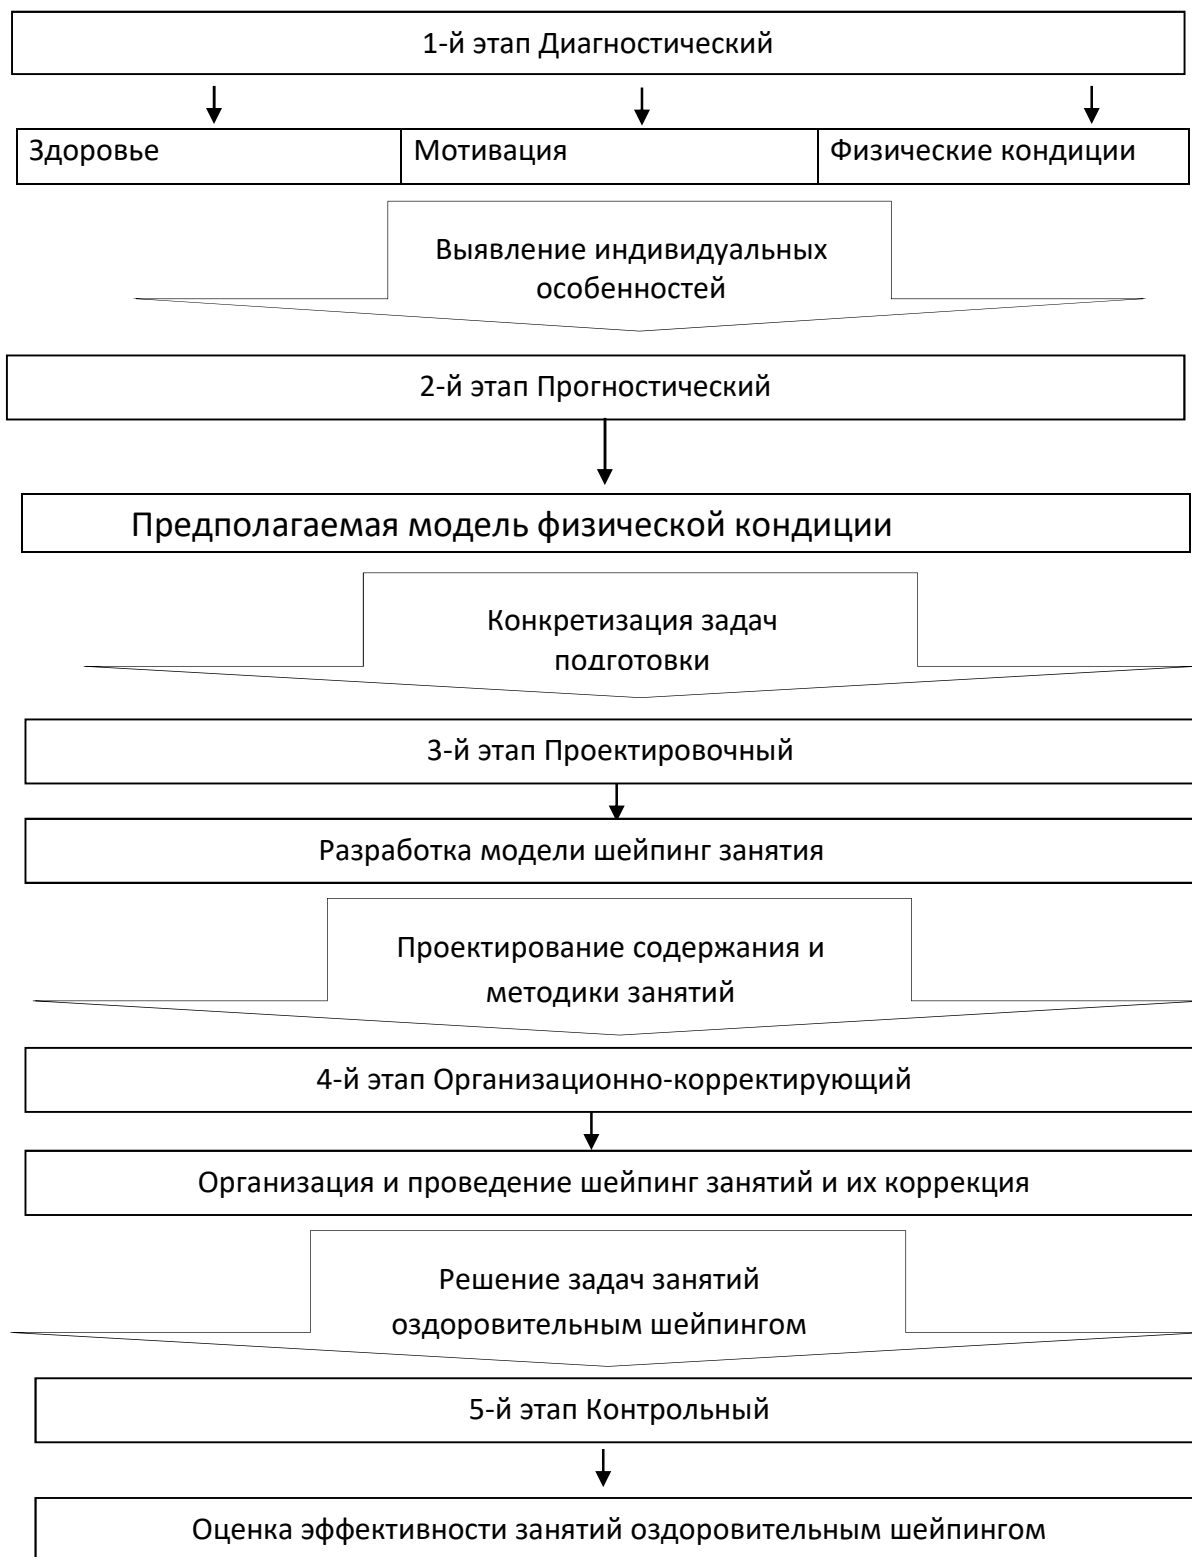 1-й этап Диагностический
Здоровье
Мотивация
Физические кондиции
Выявление индивидуальных
особенностей
2-й этап Прогностический
Предполагаемая модель физической кондиции
Конкретизация задач
подготовки
3-й этап Проектировочный
Разработка модели шейпинг занятия
Проектирование содержания и
методики занятий
4-й этап Организационно-корректирующий
Организация и проведение шейпинг занятий и их коррекция
Решение задач занятий
оздоровительным шейпингом
5-й этап Контрольный
Оценка эффективности занятий оздоровительным шейпингом